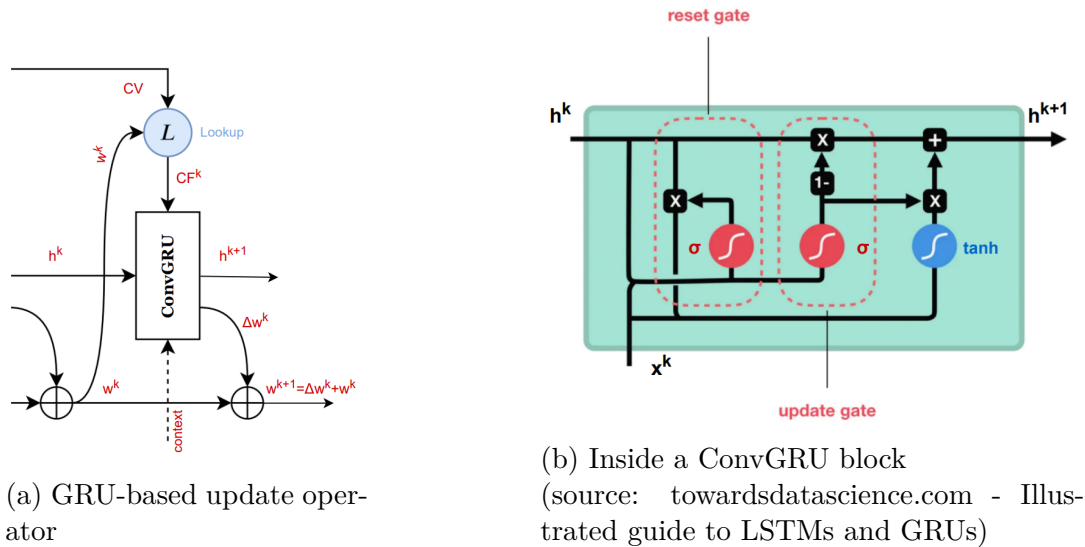 CV
L
Lookup
w^k
CF^k
ConvGRU
h^k
h^{k+1}
Δw^k
w^k
w^{k+1}=Δw^k+w^k
context
(a) GRU-based update oper-
ator
reset gate
h^k
h^{k+1}
X
+
1-
X
X
σ
σ
tanh
x^k
update gate
(b) Inside a ConvGRU block
(source: towardsdatascience.com - Illus-
trated guide to LSTMs and GRUs)